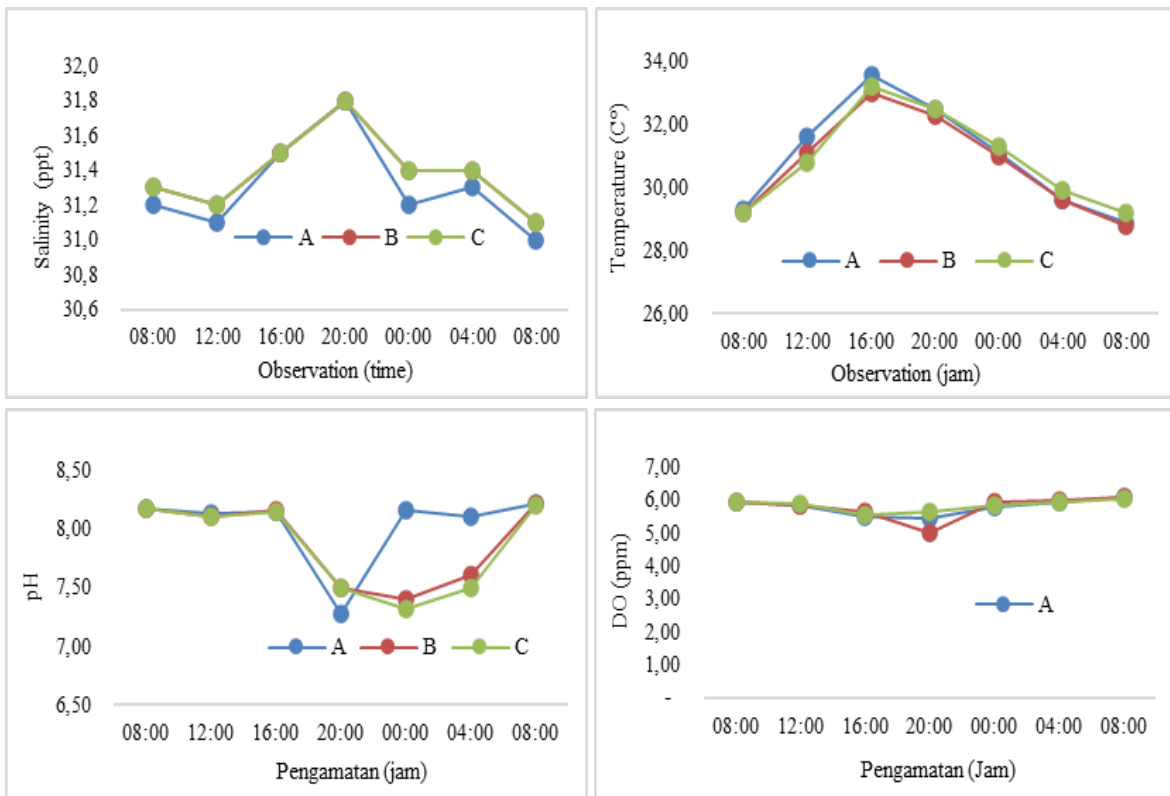 Salinity (ppt)
32,0
31,8
31,6
31,4
31,2
31,0
30,8
30,6
A B C
08:00 12:00 16:00 20:00 00:00 04:00 08:00
Observation (time)
Temperature (C°)
34,00
32,00
30,00
28,00
26,00
A B C
08:00 12:00 16:00 20:00 00:00 04:00 08:00
Observation (jam)
pH
8,50
8,00
7,50
7,00
6,50
A B C
08:00 12:00 16:00 20:00 00:00 04:00 08:00
Pengamatan (jam)
DO (ppm)
7,00
6,00
5,00
4,00
3,00
2,00
1,00
-
A
08:00 12:00 16:00 20:00 00:00 04:00 08:00
Pengamatan (Jam)